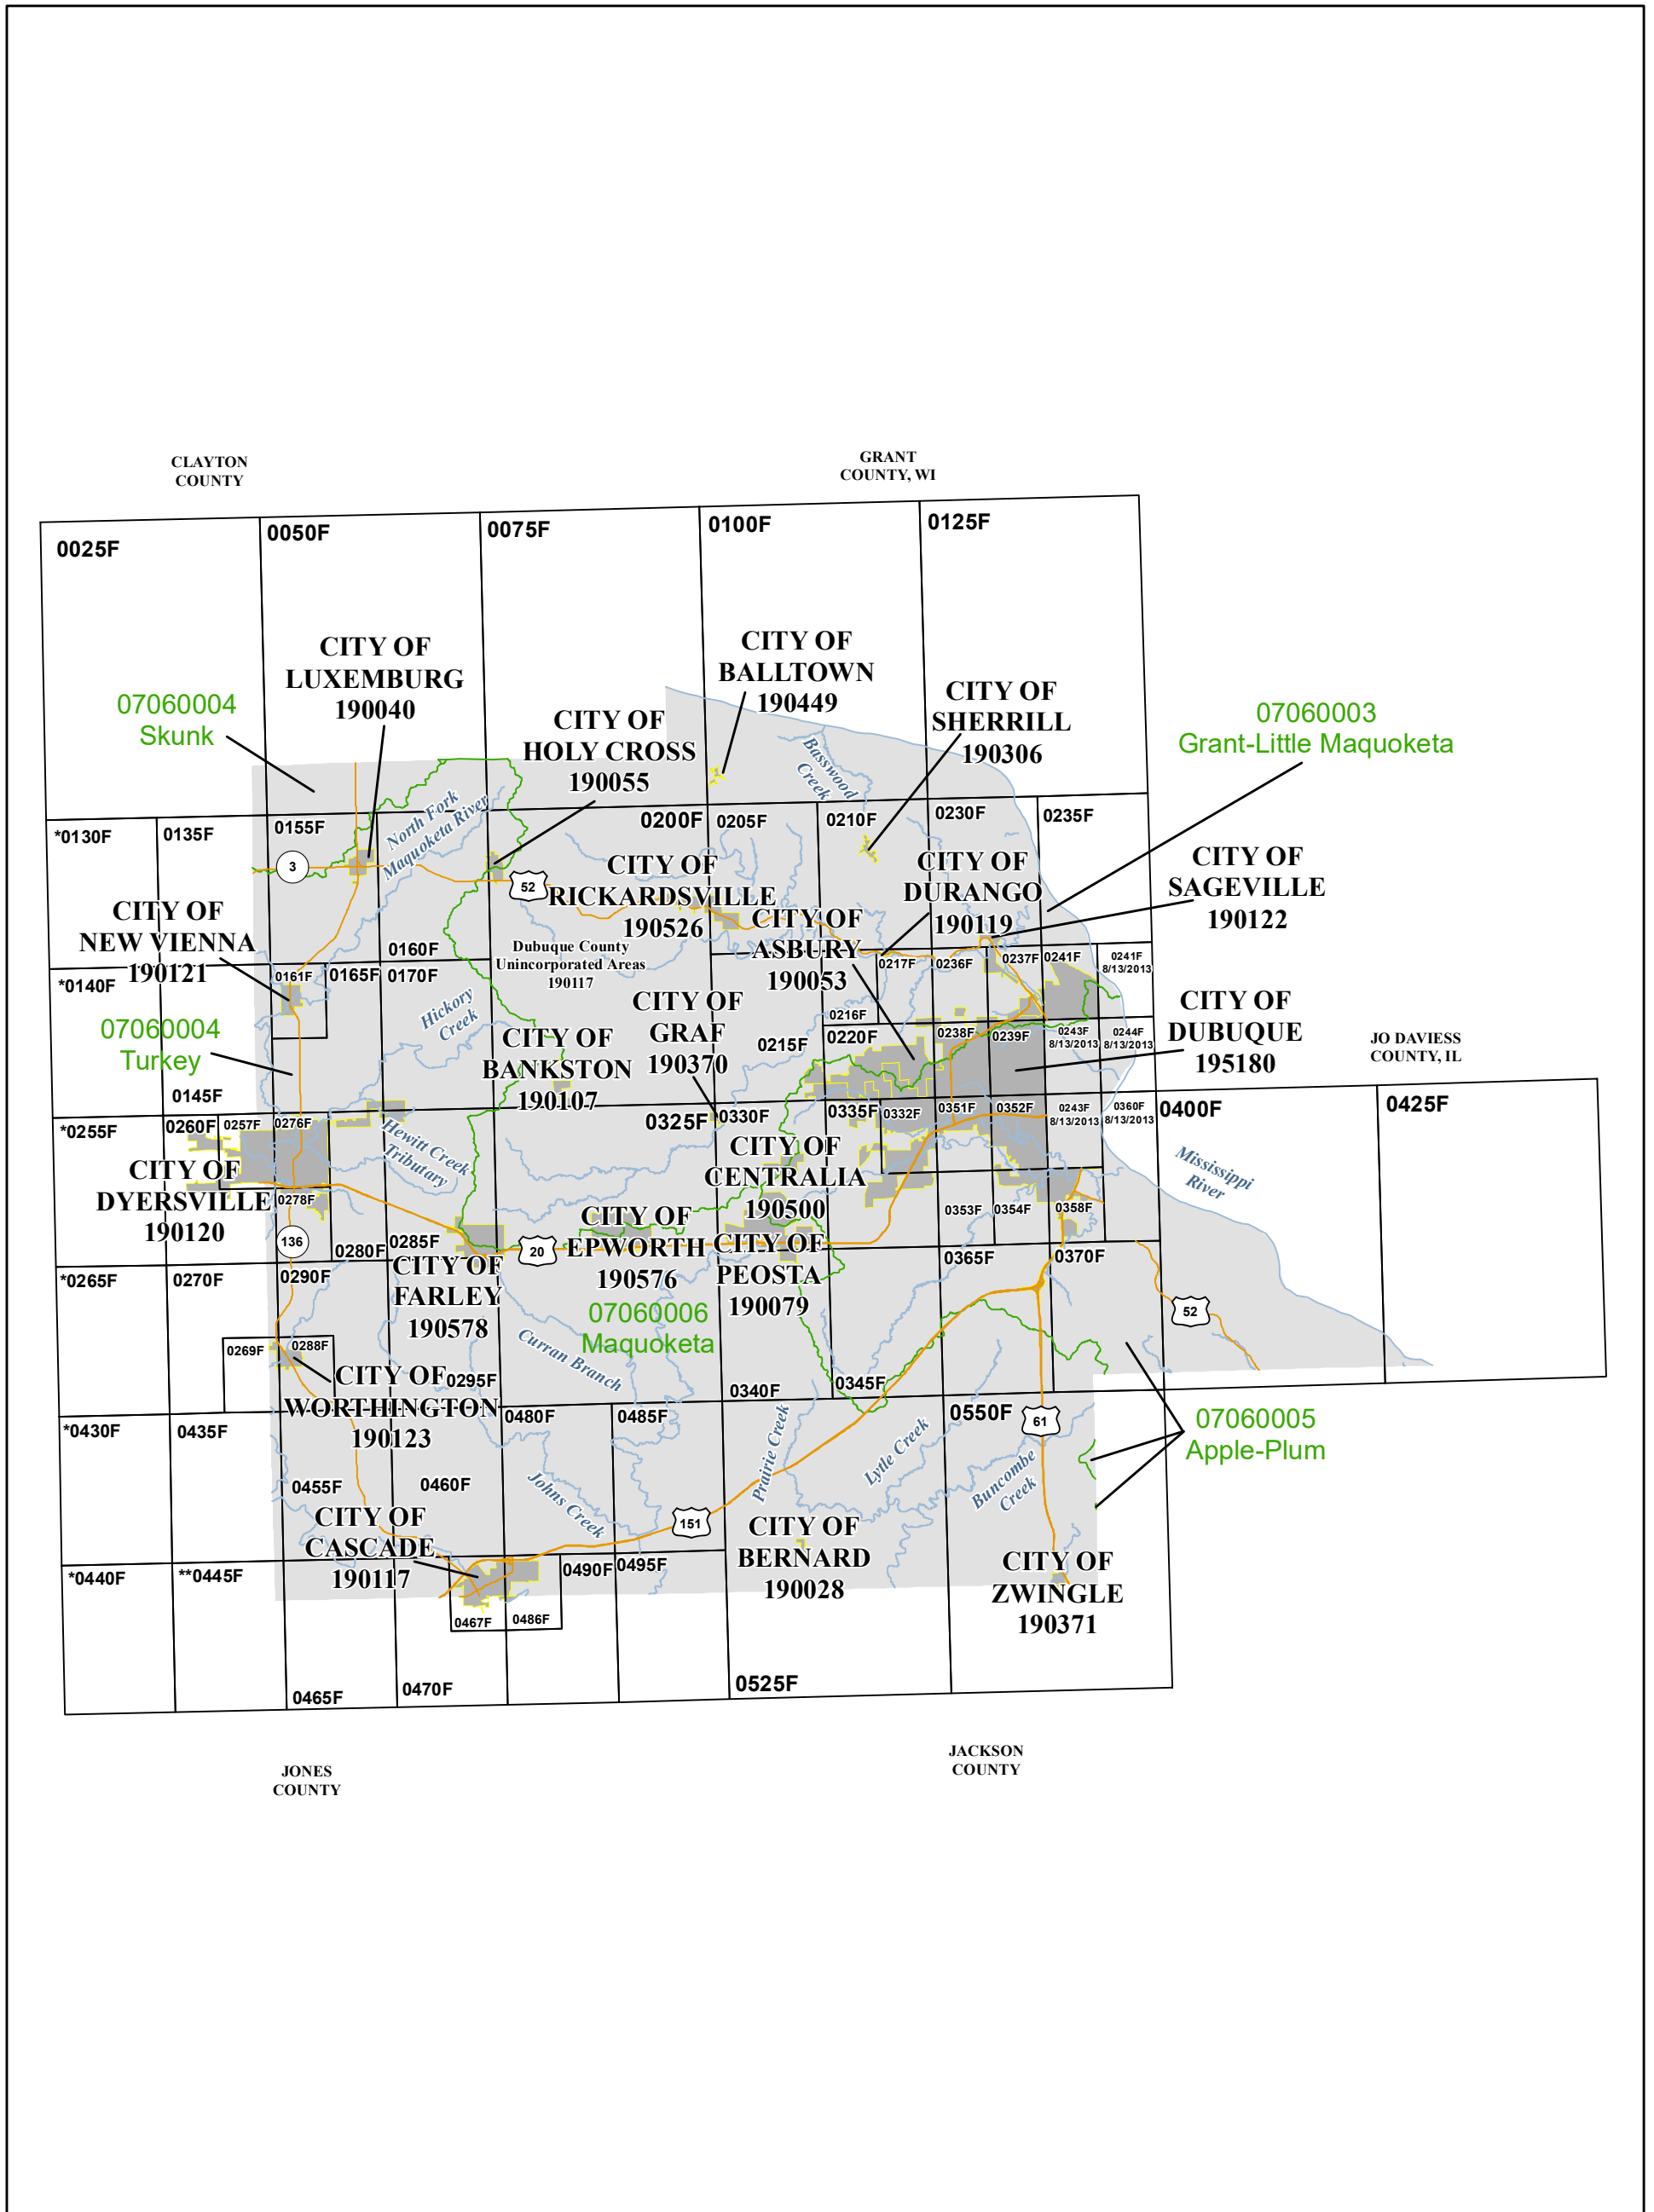 CLAYTON
COUNTY
GRANT
COUNTY, WI
0025F
0050F
0075F
0100F
0125F
CITY OF
LUXEMBURG
190040
CITY OF
BALLTOWN
190449
CITY OF
SHERRILL
190306
07060004
Skunk
CITY OF
HOLY CROSS
190055
07060003
Grant-Little Maquoketa
Basswood
Creek
North Fork
Maquoketa River
*0130F
0135F
0155F
0200F
0205F
0210F
0230F
0235F
3
52
CITY OF
RICKARDSVILLE
190526
CITY OF
DURANGO
190119
CITY OF
SAGEVILLE
190122
CITY OF
NEW VIENNA
190121
CITY OF
ASBURY
190053
0160F
Dubuque County
Unincorporated Areas
190117
*0140F
0161F
0165F
0170F
0217F
0236F
0237F
0241F
0241F
8/13/2013
Hickory
Creek
CITY OF
GRAF
190370
0216F
CITY OF
DUBUQUE
195180
07060004
Turkey
CITY OF
BANKSTON
190107
0215F
0220F
0238F
0239F
0243F
8/13/2013
0244F
8/13/2013
JO DAVIESS
COUNTY, IL
0145F
*0255F
0260F
0257F
0276F
0325F
0330F
0335F
0332F
0351F
0352F
0243F
8/13/2013
0360F
8/13/2013
0400F
0425F
Hewitt Creek
Tributary
CITY OF
DYERSVILLE
190120
CITY OF
CENTRALIA
190500
Mississippi
River
0278F
0353F
0354F
0358F
136
0280F
0285F
20
CITY OF
EPWORTH
190576
CITY OF
PEOSTA
190079
0365F
0370F
*0265F
0270F
0290F
CITY OF
FARLEY
190578
07060006
Maquoketa
52
0269F
0288F
Curran Branch
CITY OF
WORTHINGTON
190123
0295F
0340F
0345F
*0430F
0435F
0480F
0485F
0550F
61
07060005
Apple-Plum
Prairie Creek
Lytle Creek
Buncombe
Creek
0455F
0460F
Johns Creek
151
CITY OF
CASCADE
190117
CITY OF
BERNARD
190028
CITY OF
ZWINGLE
190371
*0440F
**0445F
0490F
0495F
0467F
0486F
0465F
0470F
0525F
JONES
COUNTY
JACKSON
COUNTY